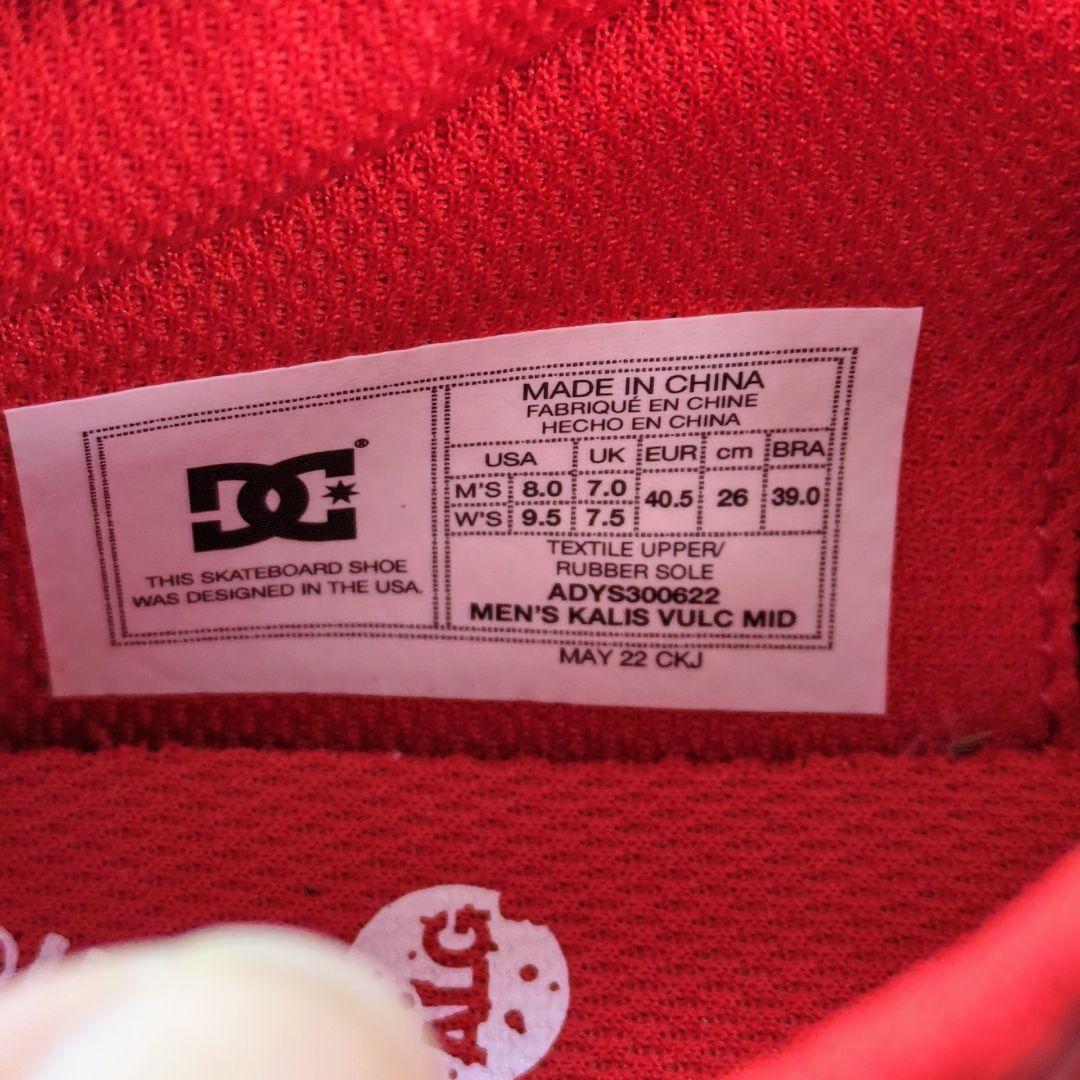 DC®
THIS SKATEBOARD SHOE
WAS DESIGNED IN THE USA.
MADE IN CHINA
FABRIQUÉ EN CHINE
HECHO EN CHINA
USA UK EUR cm BRA
M'S 8.0 7.0 40.5 26 39.0
W'S 9.5 7.5
TEXTILE UPPER/
RUBBER SOLE
ADYS300622
MEN'S KALIS VULC MID
MAY 22 CKJ
ALG